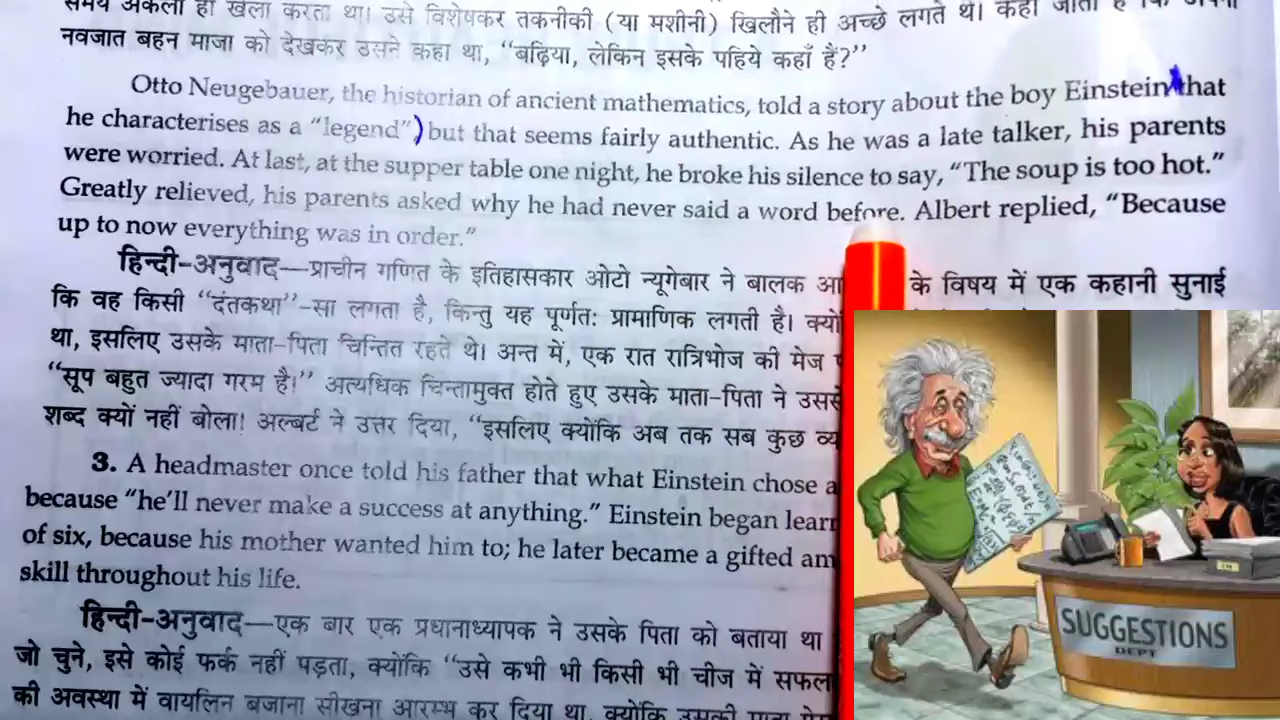 समय अकेला ही खेला करता था। उसे विशेषकर तकनीकी (या मशीनी) खिलौने ही अच्छे लगते थे। कहा जाता है कि अपनी
नवजात बहन माजा को देखकर उसने कहा था, “बढ़िया, लेकिन इसके पहिये कहाँ हैं?”
Otto Neugebauer, the historian of ancient mathematics, told a story about the boy Einstein that
he characterises as a “legend”) but that seems fairly authentic. As he was a late talker, his parents
were worried. At last, at the supper table one night, he broke his silence to say, “The soup is too hot.”
Greatly relieved, his parents asked why he had never said a word before. Albert replied, “Because
up to now everything was in order.”
हिन्दी-अनुवाद—प्राचीन गणित के इतिहासकार ओटो न्यूगेबार ने बालक आ के विषय में एक कहानी सुनाई
कि वह किसी “दंतकथा”-सा लगता है, किन्तु यह पूर्णत: प्रामाणिक लगती है। क्यों
था, इसलिए उसके माता-पिता चिन्तित रहते थे। अन्त में, एक रात रात्रिभोज की मेज
“सूप बहुत ज्यादा गरम है।” अत्यधिक चिन्तामुक्त होते हुए उसके माता-पिता ने उससे
शब्द क्यों नहीं बोला! अल्बर्ट ने उत्तर दिया, “इसलिए क्योंकि अब तक सब कुछ व्य
3. A headmaster once told his father that what Einstein chose a
because “he’ll never make a success at anything.” Einstein began learn
of six, because his mother wanted him to; he later became a gifted am
skill throughout his life.
हिन्दी-अनुवाद—एक बार एक प्रधानाध्यापक ने उसके पिता को बताया था
जो चुने, इसे कोई फर्क नहीं पड़ता, क्योंकि “उसे कभी भी किसी भी चीज में सफल
की अवस्था में वायलिन बजाना सीखना आरम्भ कर दिया था, क्योंकि उसकी माता
SUGGESTIONS
DEPT